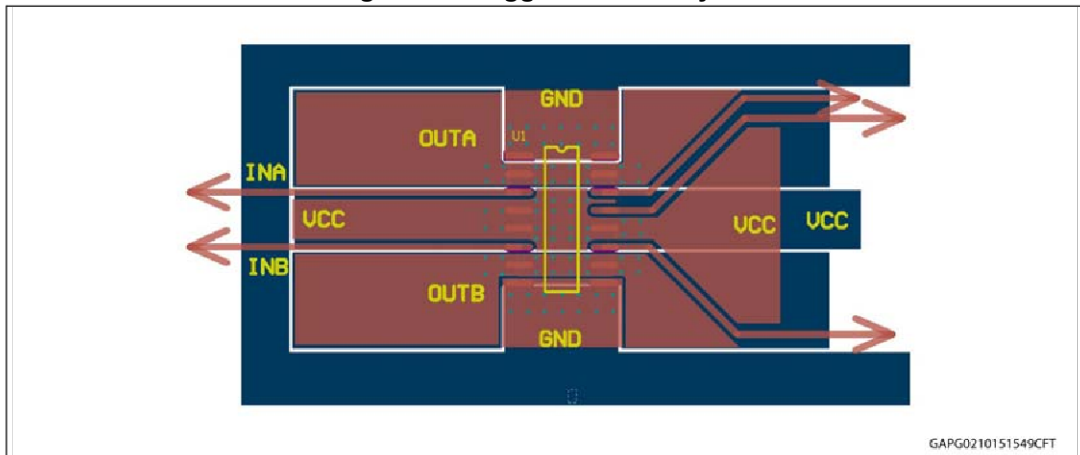 GND
OUTA
U1
INA
VCC
VCC
VCC
INB
OUTB
GND
GAPG0210151549CFT